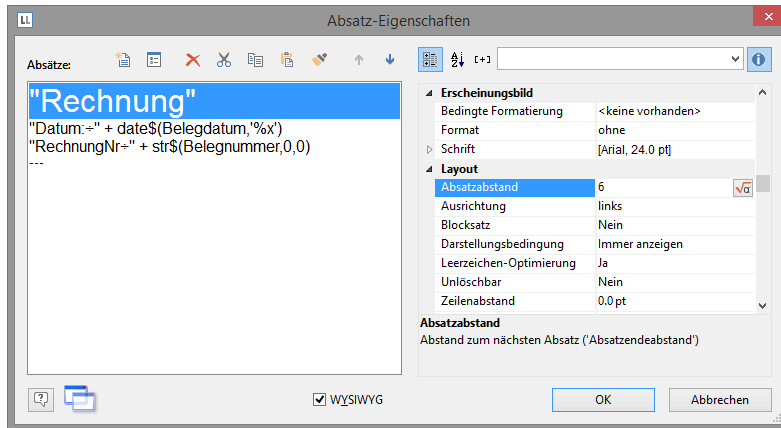 LL
Absatz-Eigenschaften
Absätze:
"Rechnung"
"Datum:÷" + date$(Belegdatum,'%x')
"RechnungNr÷" + str$(Belegnummer,0,0)
---
A
Z
[+]
Erscheinungsbild
Bedingte Formatierung <keine vorhanden>
Format ohne
Schrift [Arial, 24.0 pt]
Layout
Absatzabstand 6 √α
Ausrichtung links
Blocksatz Nein
Darstellungsbedingung Immer anzeigen
Leerzeichen-Optimierung Ja
Unlöschbar Nein
Zeilenabstand 0.0 pt
Absatzabstand
Abstand zum nächsten Absatz ('Absatzendeabstand')
?
WYSIWYG
OK
Abbrechen